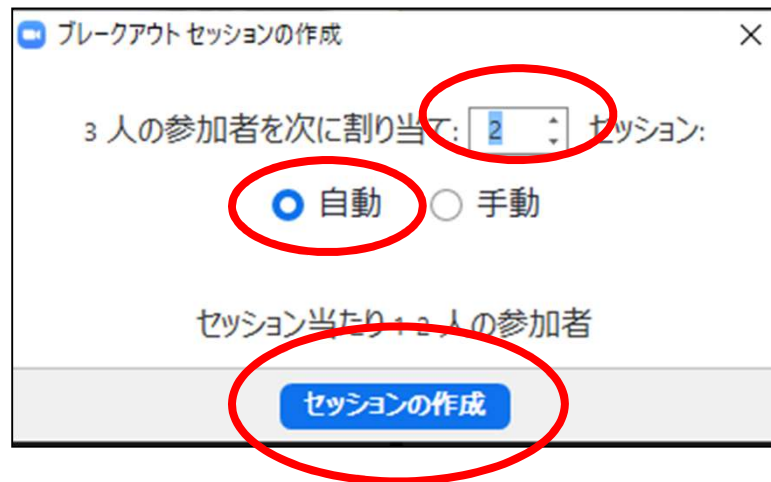 ブレークアウト セッションの作成
3 人の参加者を次に割り当て: 2 セッション:
自動 手動
セッション当たり 1-2 人の参加者
セッションの作成